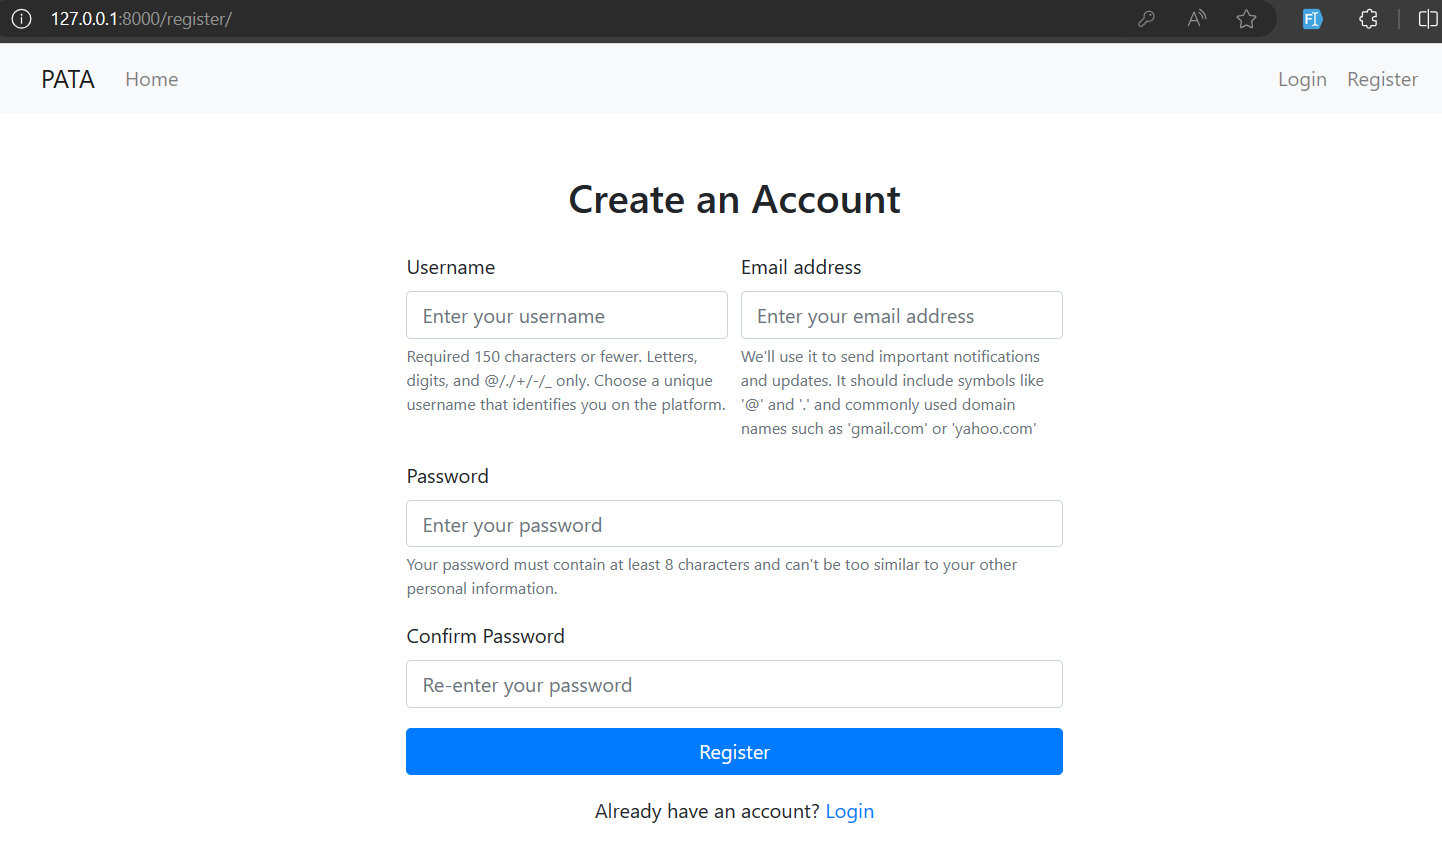 127.0.0.1:8000/register/
PATA Home Login Register
Create an Account
Username
Enter your username
Required 150 characters or fewer. Letters,
digits, and @/./+/-/_ only. Choose a unique
username that identifies you on the platform.
Email address
Enter your email address
We'll use it to send important notifications
and updates. It should include symbols like
'@' and '.' and commonly used domain
names such as 'gmail.com' or 'yahoo.com'
Password
Enter your password
Your password must contain at least 8 characters and can't be too similar to your other
personal information.
Confirm Password
Re-enter your password
Register
Already have an account? Login